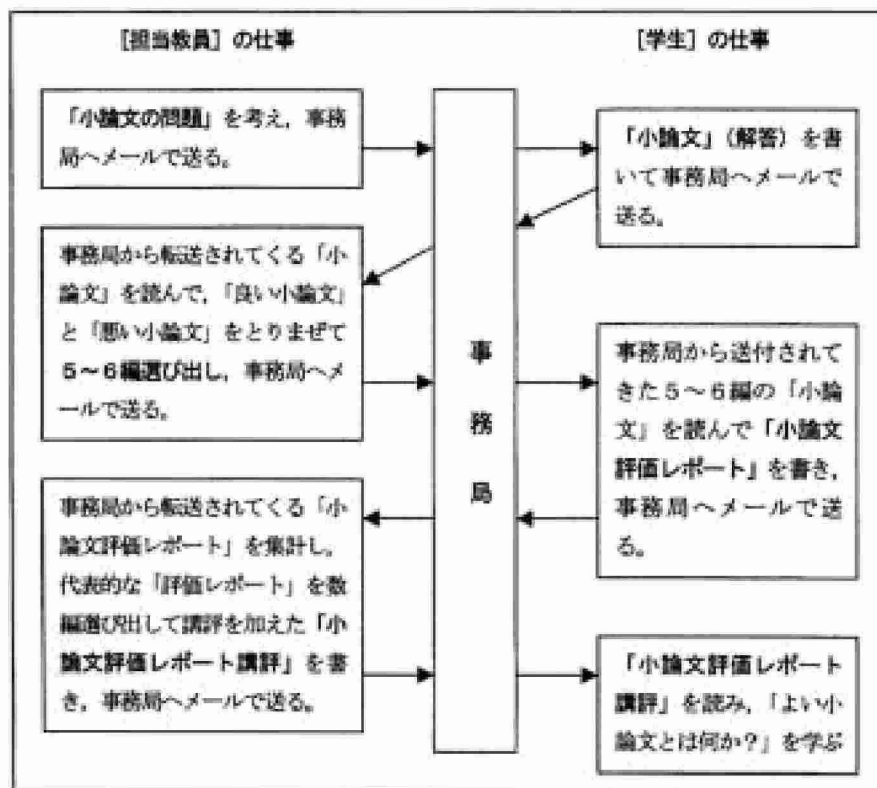 [担当教員]の仕事
[学生]の仕事
「小論文の問題」を考え,事務
局へメールで送る。
「小論文」(解答)を書
いて事務局へメールで
送る。
事務局から転送されてくる「小
論文」を読んで,「良い小論文」
と「悪い小論文」をとりまぜて
5〜6編選び出し,事務局へメ
ールで送る。
事
務
局
事務局から送付されて
きた5〜6編の「小論
文」を読んで「小論文
評価レポート」を書き,
事務局へメールで送
る。
事務局から転送されてくる「小
論文評価レポート」を集計し,
代表的な「評価レポート」を数
編選び出して講評を加えた「小
論文評価レポート講評」を書
き,事務局へメールで送る。
「小論文評価レポート
講評」を読み,「よい小
論文とは何か?」を学ぶ